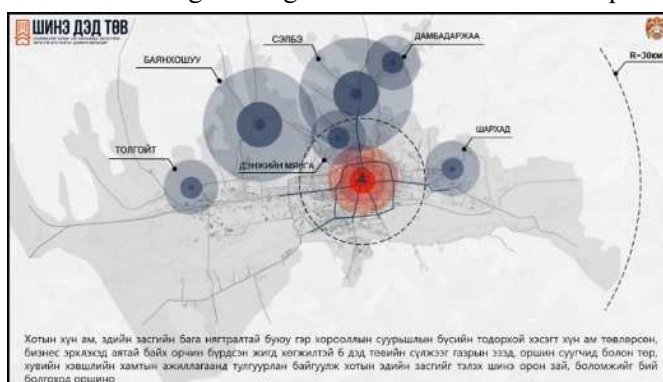 ШИНЭ ДЭД ТӨВ
ДАМБАДАРЖАА
СЭЛБЭ
R=30км
БАЯНХОШУУ
ШАРХАД
ТОЛГОЙТ
ДЭНЖИЙН МЯНГА
Хотын хүн ам, эдийн засгийн бага нягтралтай буюу гэр хорооллын суурьшлын бүсийн тодорхой хэсэгт хүн ам төвлөрсөн,
бизнес эрхлэхэд аятай байх орчин бүрдсэн жигд хөгжилтэй 6 дэд төвийн сүлжээг газрын эзэд, оршин суугчид болон төр,
хувийн хэвшлийн хамтын ажиллагаанд тулгуурлан байгуулж хотын эдийн засгийг тэлэх шинэ орон зай, боломжийг бий
болгоход оршино